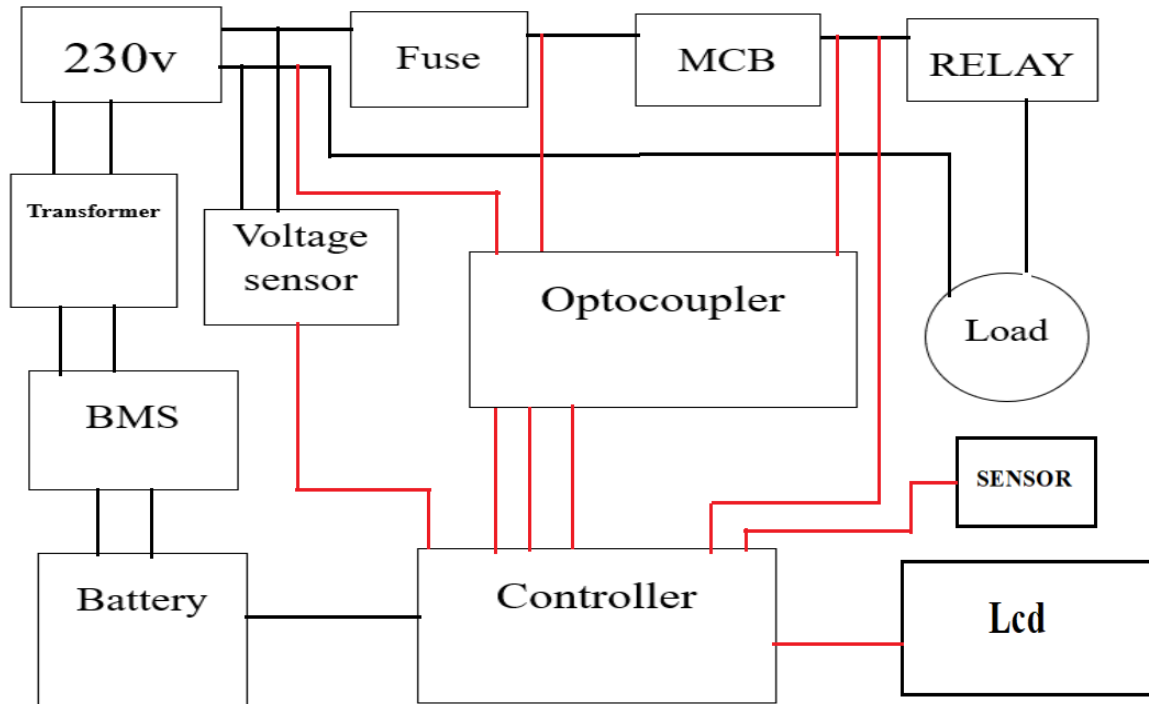 230v
Fuse
MCB
RELAY
Transformer
Voltage
sensor
Optocoupler
Load
BMS
SENSOR
Battery
Controller
Lcd